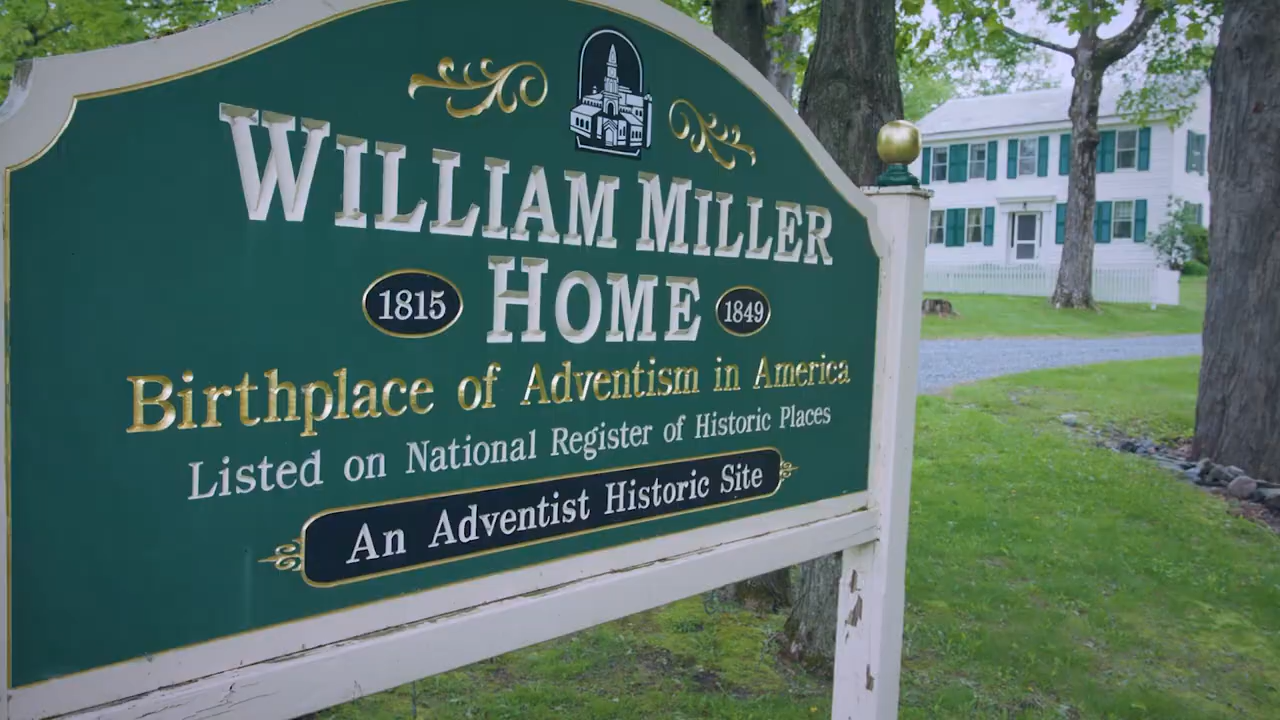 WILLIAM MILLER
1815 HOME 1849
Birthplace of Adventism in America
Listed on National Register of Historic Places
An Adventist Historic Site